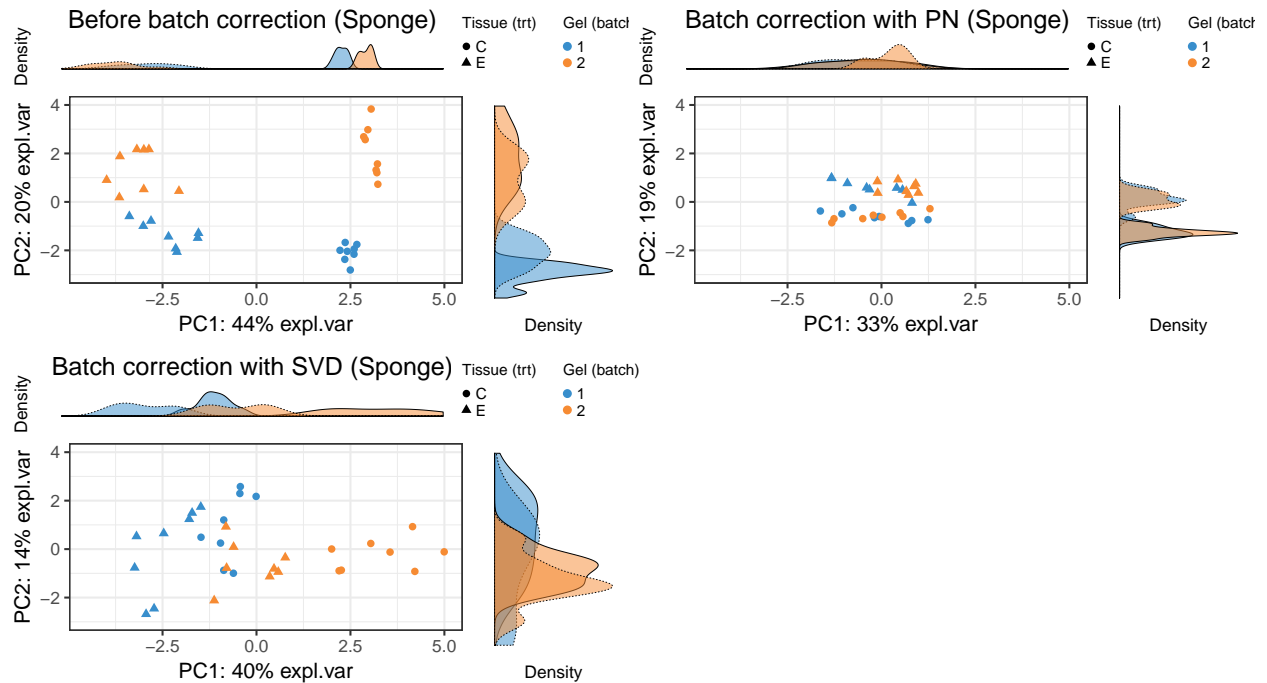 Before batch correction (Sponge)
Tissue (trt)
C
E
Gel (batch
1
2
Density
4
2
0
−2
PC2: 20% expl.var
−2.5
0.0
2.5
5.0
PC1: 44% expl.var
Density
Batch correction with PN (Sponge)
Tissue (trt)
C
E
Gel (batch
1
2
Density
4
2
0
−2
PC2: 19% expl.var
−2.5
0.0
2.5
5.0
PC1: 33% expl.var
Density
Batch correction with SVD (Sponge)
Tissue (trt)
C
E
Gel (batch)
1
2
Density
4
2
0
−2
PC2: 14% expl.var
−2.5
0.0
2.5
5.0
PC1: 40% expl.var
Density